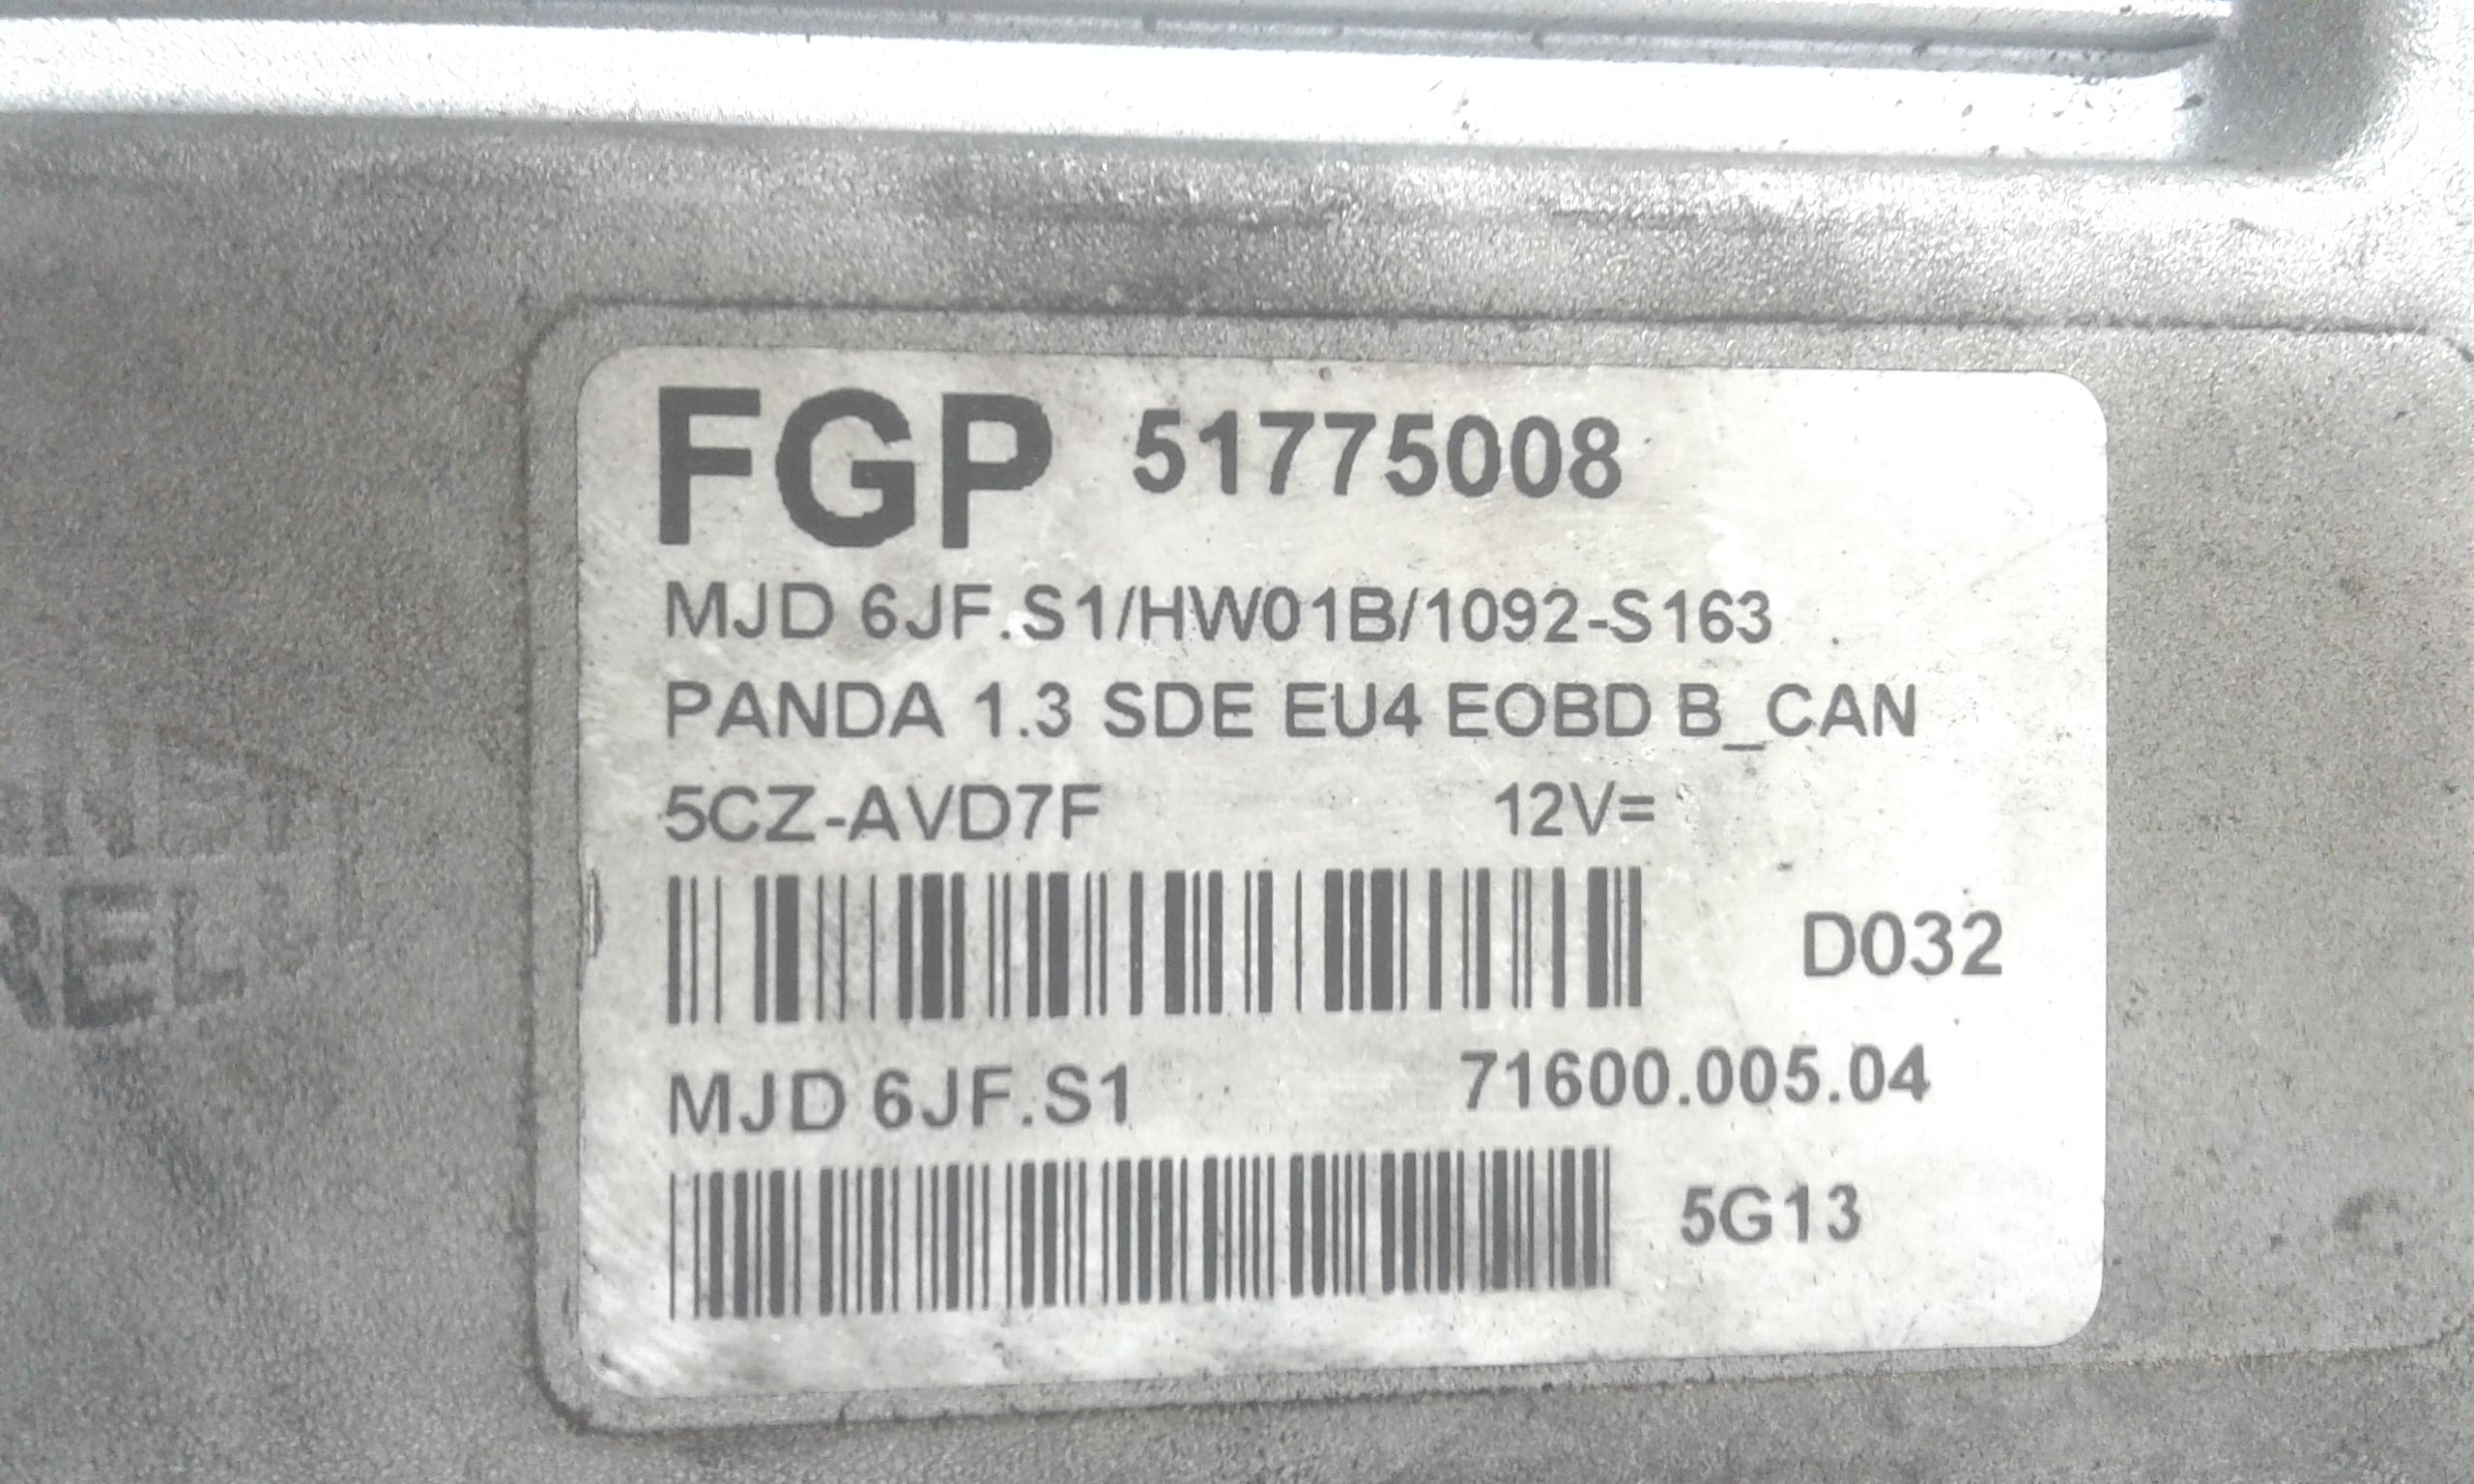 FGP 51775008
MJD 6JF.S1/HW01B/1092-S163
PANDA 1.3 SDE EU4 EOBD B_CAN
5CZ-AVD7F 12V=
D032
MJD 6JF.S1 71600.005.04
5G13